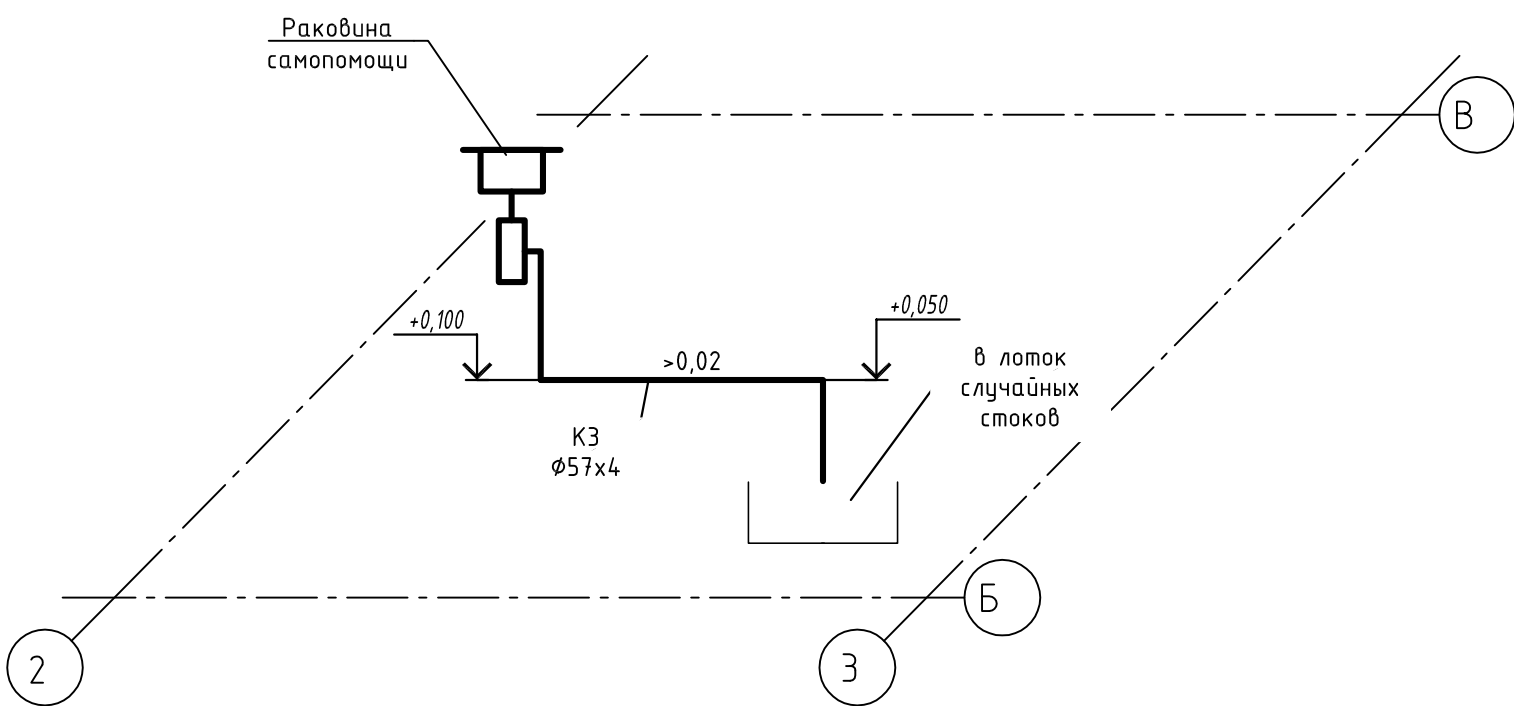 Раковина
самопомощи
В
+0,100
+0,050
>0,02
в лоток
случайных
стоков
К3
Ф57х4
Б
2
3